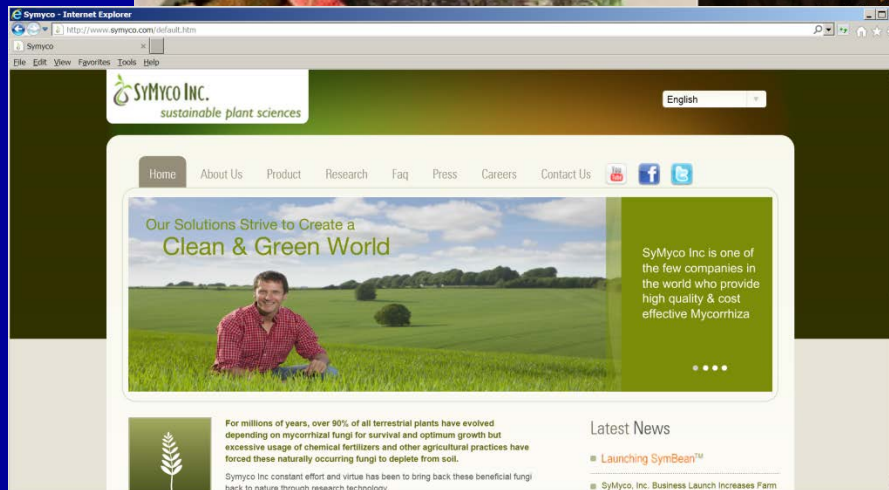 Symyco - Internet Explorer
http://www.symyco.com/default.htm
Symyco
File Edit View Favorites Tools Help
SYMYCO INC.
sustainable plant sciences
English
Home About Us Product Research Faq Press Careers Contact Us You Tube f t
Our Solutions Strive to Create a
Clean & Green World
SyMyco Inc is one of
the few companies in
the world who provide
high quality & cost
effective Mycorrhiza
For millions of years, over 90% of all terrestrial plants have evolved
depending on mycorrhizal fungi for survival and optimum growth but
excessive usage of chemical fertilizers and other agricultural practices have
forced these naturally occurring fungi to deplete from soil.
Symyco Inc constant effort and virtue has been to bring back these beneficial fungi
back to nature through research technology.
Latest News
Launching SymBean™
SyMyco, Inc. Business Launch Increases Farm